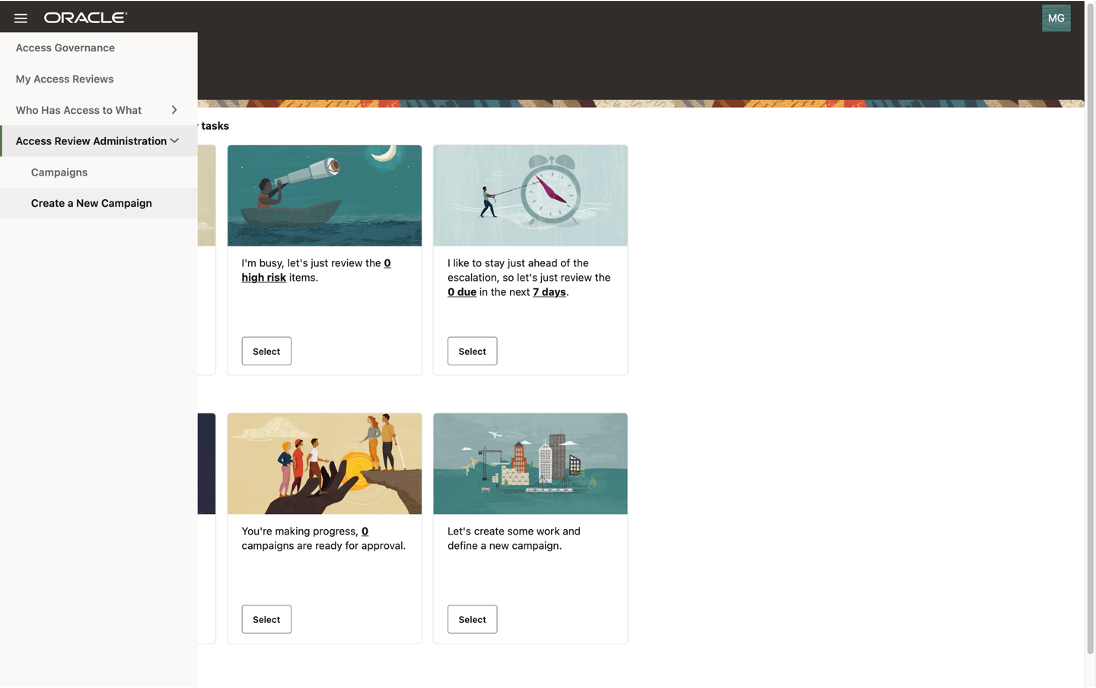 ORACLE
MG
Access Governance
My Access Reviews
Who Has Access to What
Access Review Administration
Campaigns
Create a New Campaign
tasks
I'm busy, let's just review the 0
high risk items.
Select
I like to stay just ahead of the
escalation, so let's just review the
0 due in the next 7 days.
Select
You're making progress, 0
campaigns are ready for approval.
Select
Let's create some work and
define a new campaign.
Select